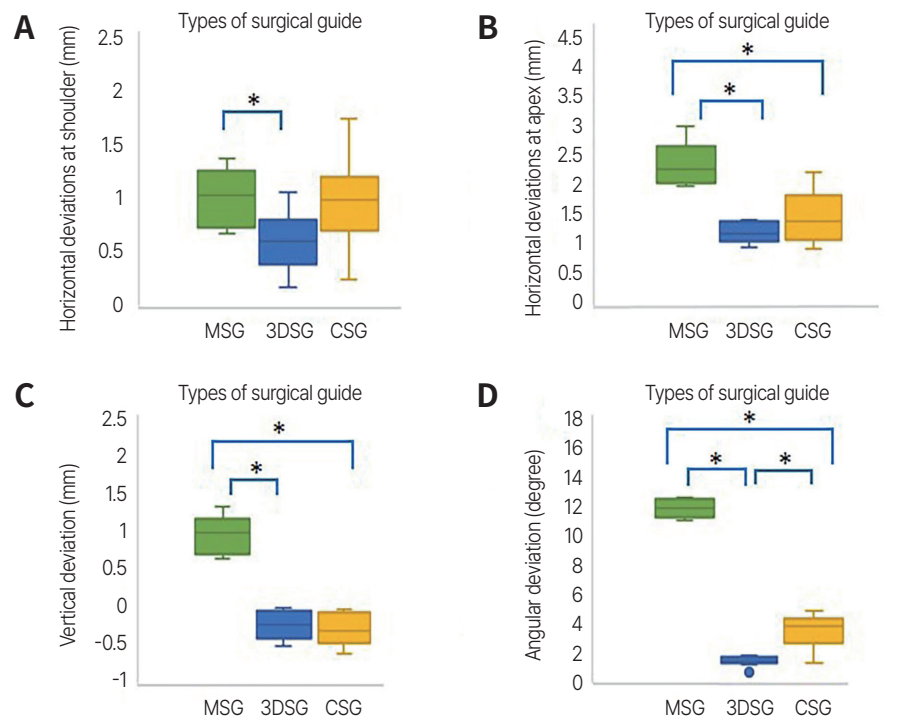 A
Types of surgical guide
Horizontal deviations at shoulder (mm)
2.5
2
1.5
1
0.5
0
*
MSG 3DSG CSG
B
Types of surgical guide
Horizontal deviations at apex (mm)
4.5
4
3.5
3
2.5
2
1.5
1
0.5
0
*
*
MSG 3DSG CSG
C
Types of surgical guide
Vertical deviation (mm)
2.5
2
1.5
1
0.5
0
-0.5
-1
*
*
MSG 3DSG CSG
D
Types of surgical guide
Angular deviation (degree)
18
16
14
12
10
8
6
4
2
0
*
* *
MSG 3DSG CSG